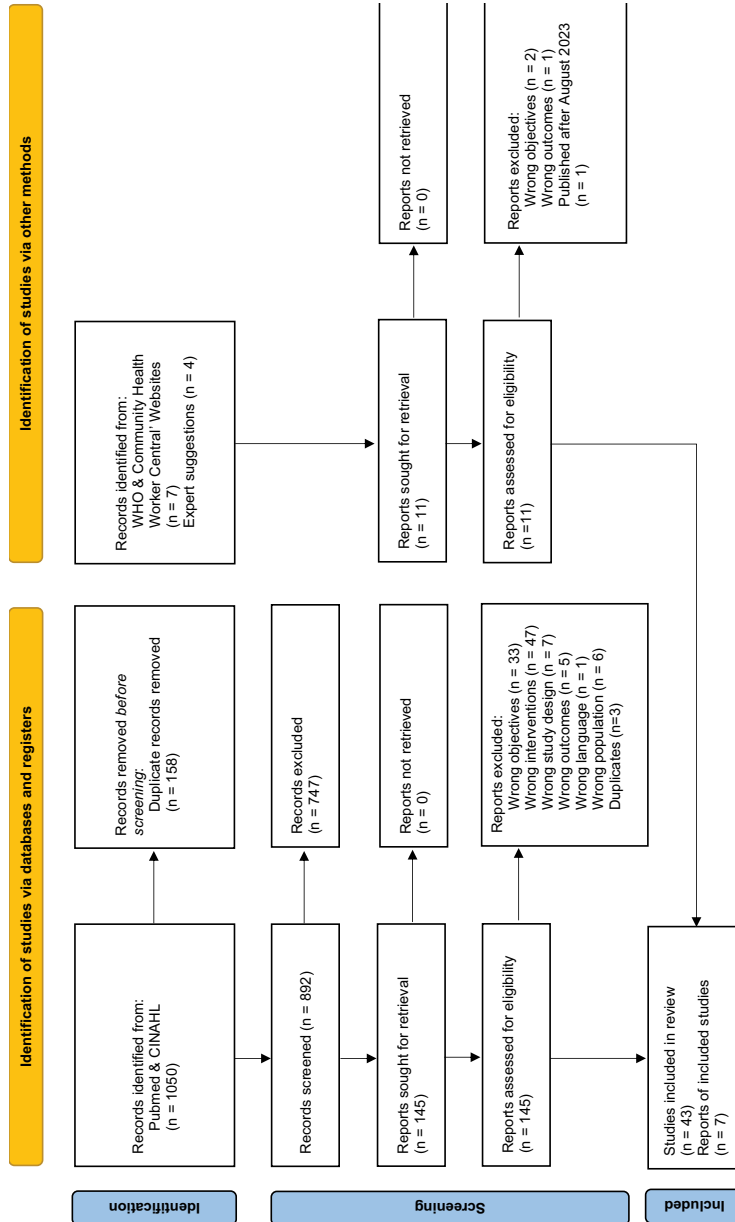 Identification of studies via databases and registers
Identification of studies via other methods
Identification
Records identified from:
Pubmed & CINAHL
(n = 1050)
Records removed before
screening:
Duplicate records removed
(n = 158)
Records identified from:
WHO & Community Health
Worker Central’ Websites
(n = 7)
Expert suggestions (n = 4)
Screening
Records screened (n = 892)
Records excluded
(n = 747)
Reports sought for retrieval
(n = 145)
Reports not retrieved
(n = 0)
Reports sought for retrieval
(n = 11)
Reports not retrieved
(n = 0)
Reports assessed for eligibility
(n = 145)
Reports excluded:
Wrong objectives (n = 33)
Wrong interventions (n = 47)
Wrong study design (n = 7)
Wrong outcomes (n = 5)
Wrong language (n = 1)
Wrong population (n = 6)
Duplicates (n=3)
Reports assessed for eligibility
(n =11)
Reports excluded:
Wrong objectives (n = 2)
Wrong outcomes (n = 1)
Published after August 2023
(n = 1)
Included
Studies included in review
(n = 43)
Reports of included studies
(n = 7)